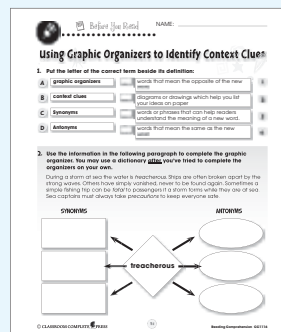 Before You Read
NAME:
Using Graphic Organizers to Identify Context Clues
1. Put the letter of the correct term beside its definition:
A graphic organizers
words that mean the opposite of the new word
B context clues
diagrams or drawings which help you list your ideas on paper
C Synonyms
words or phrases that can help readers understand the meaning of a new word.
D Antonyms
words that mean the same as the new word
2. Use the information in the following paragraph to complete the graphic
organizer. You may use a dictionary after you've tried to complete the
organizers on your own.
During a storm at sea the water is treacherous. Ships are often broken apart by the
strong waves. Others have simply vanished, never to be found again. Sometimes a
simple fishing trip can be fatal to passengers if a storm forms while they are at sea.
Sea captains must always take precautions to keep everyone safe.
SYNONYMS
ANTONYMS
treacherous
© CLASSROOM COMPLETE PRESS
Reading Comprehension